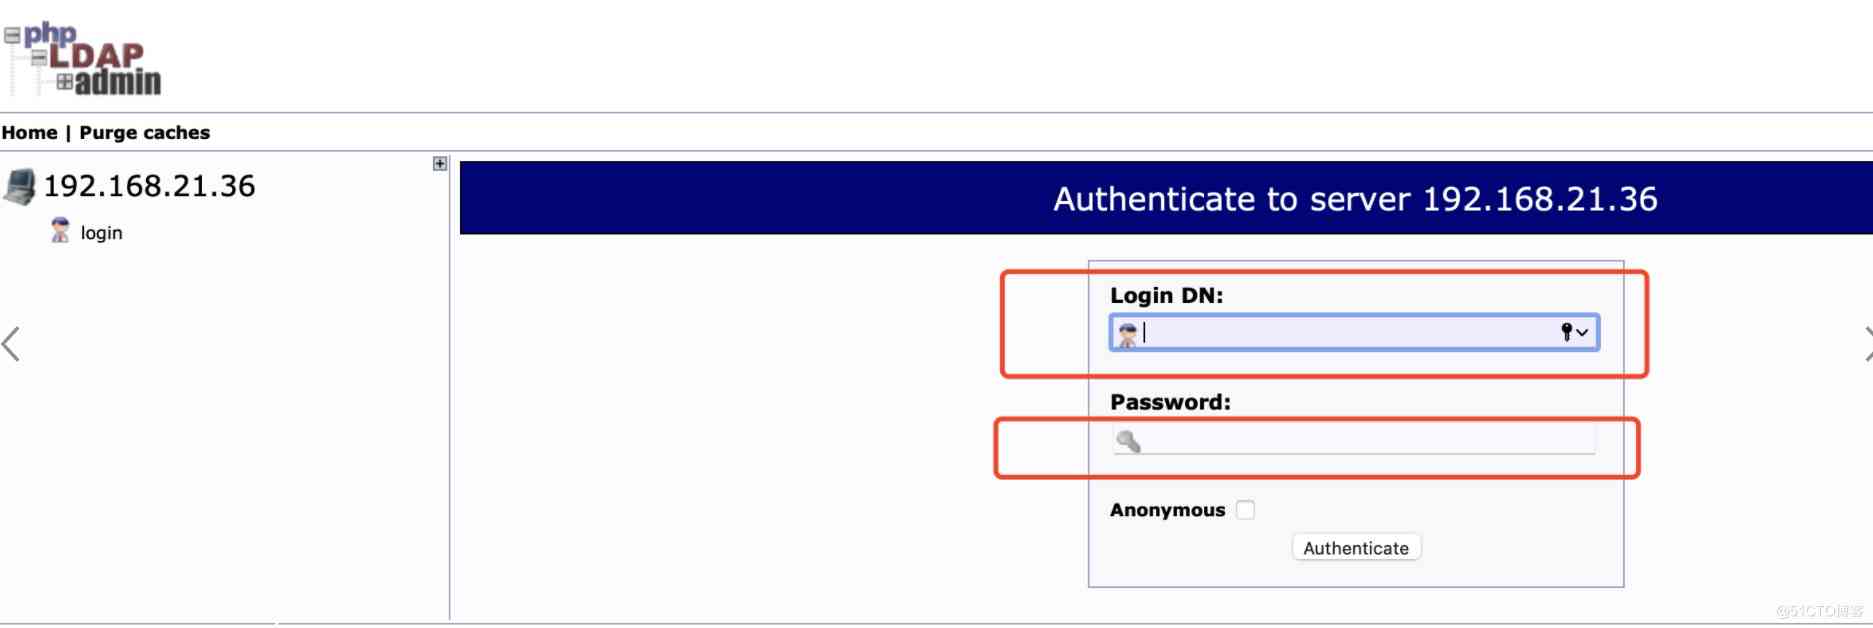 php
LDAP
admin
Home | Purge caches
192.168.21.36
login
Authenticate to server 192.168.21.36
Login DN:
Password:
Anonymous
Authenticate
@51CTO博客